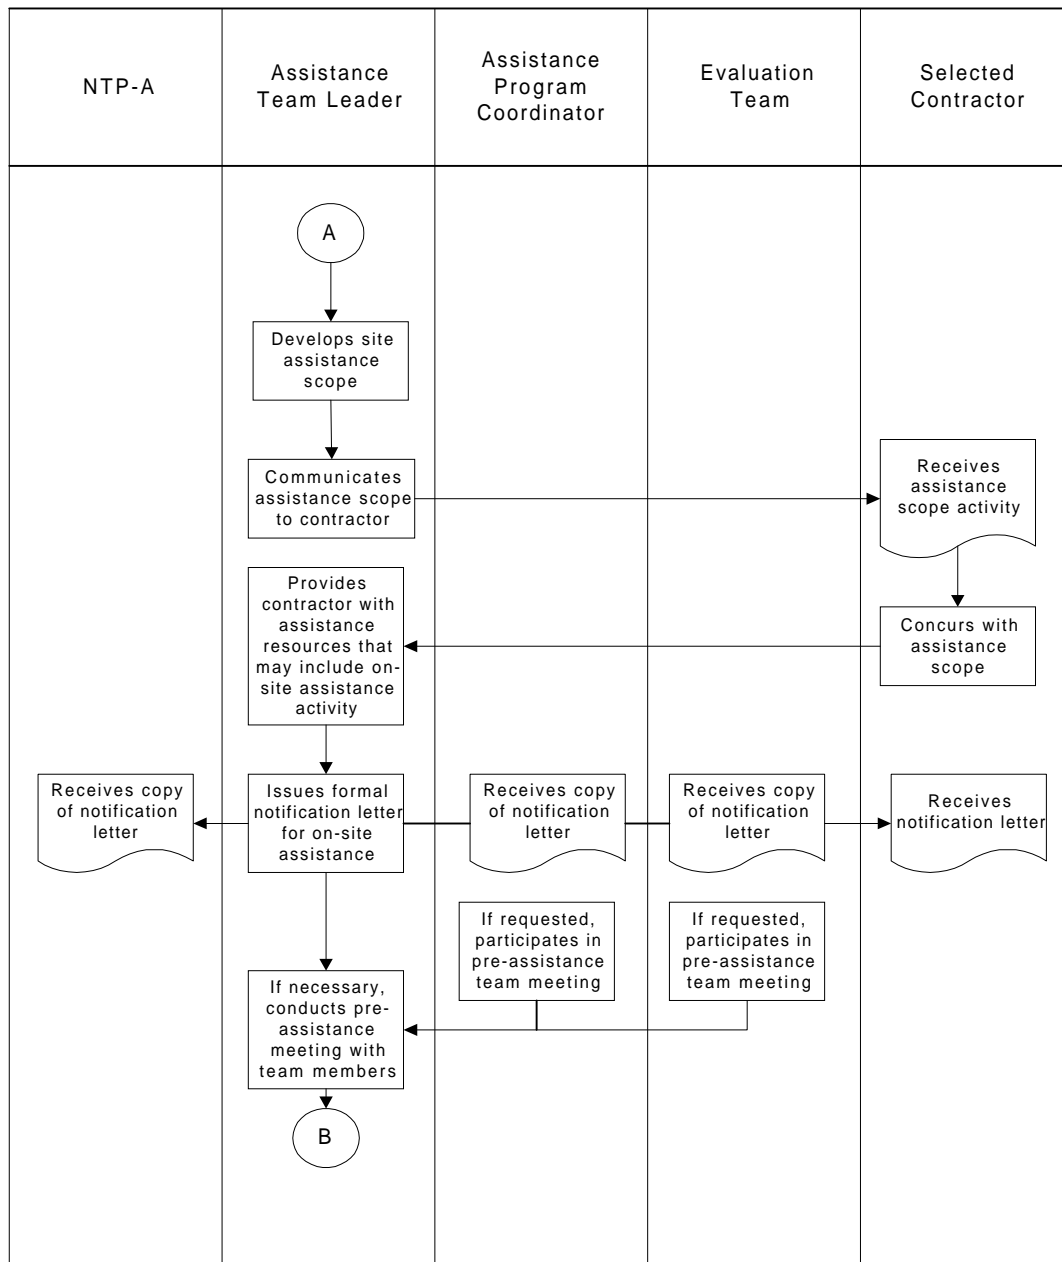 NTP-A
Assistance
Team Leader
Assistance
Program
Coordinator
Evaluation
Team
Selected
Contractor
A
Develops site
assistance
scope
Communicates
assistance scope
to contractor
Receives
assistance
scope activity
Provides
contractor with
assistance
resources that
may include on-
site assistance
activity
Concurs with
assistance
scope
Receives copy
of notification
letter
Issues formal
notification letter
for on-site
assistance
Receives copy
of notification
letter
Receives copy
of notification
letter
Receives
notification letter
If requested,
participates in
pre-assistance
team meeting
If requested,
participates in
pre-assistance
team meeting
If necessary,
conducts pre-
assistance
meeting with
team members
B